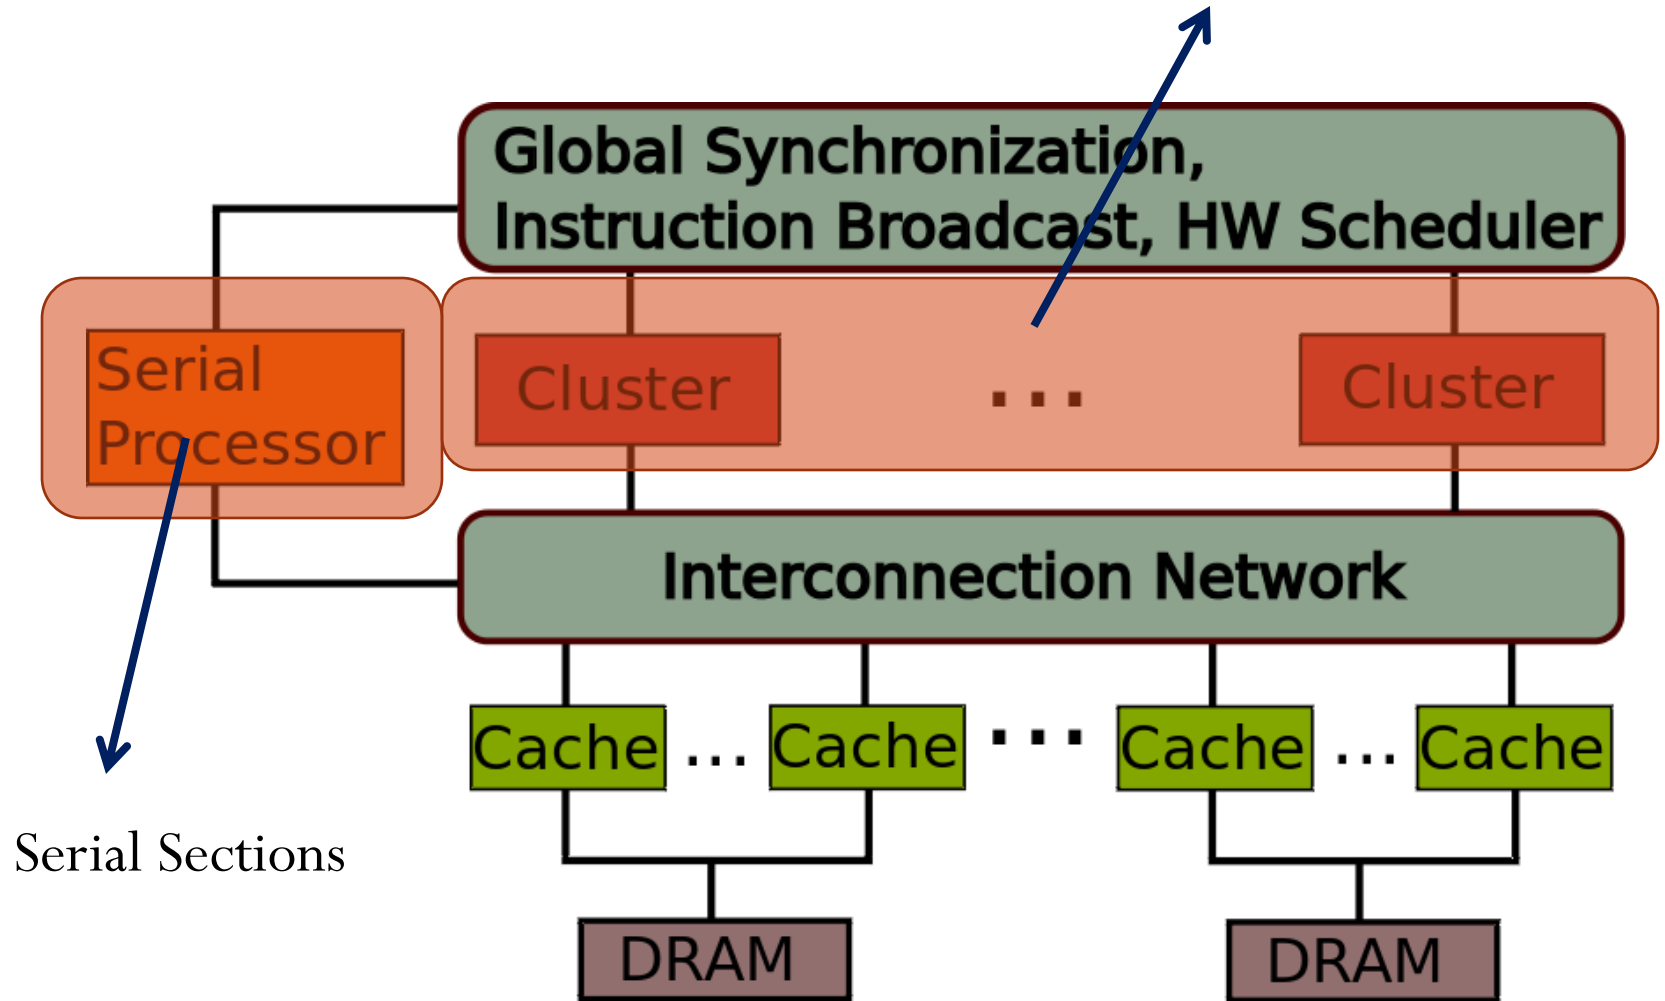 Global Synchronization,
Instruction Broadcast, HW Scheduler
Serial
Processor
Cluster
...
Cluster
Interconnection Network
Cache
...
Cache
...
Cache
...
Cache
Serial Sections
DRAM
DRAM